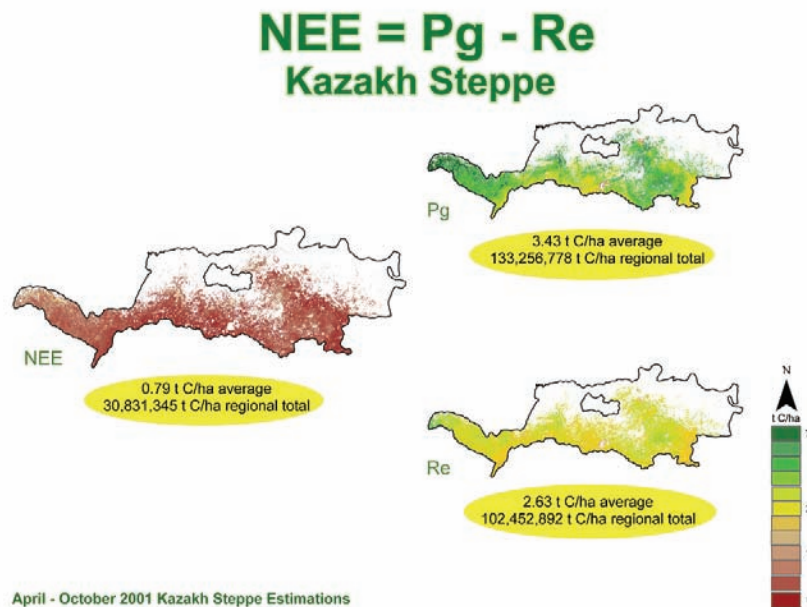 NEE = Pg - Re
Kazakh Steppe
Pg
3.43 t C/ha average
133,256,778 t C/ha regional total
NEE
0.79 t C/ha average
30,831,345 t C/ha regional total
Re
2.63 t C/ha average
102,452,892 t C/ha regional total
N
t C/ha
April - October 2001 Kazakh Steppe Estimations